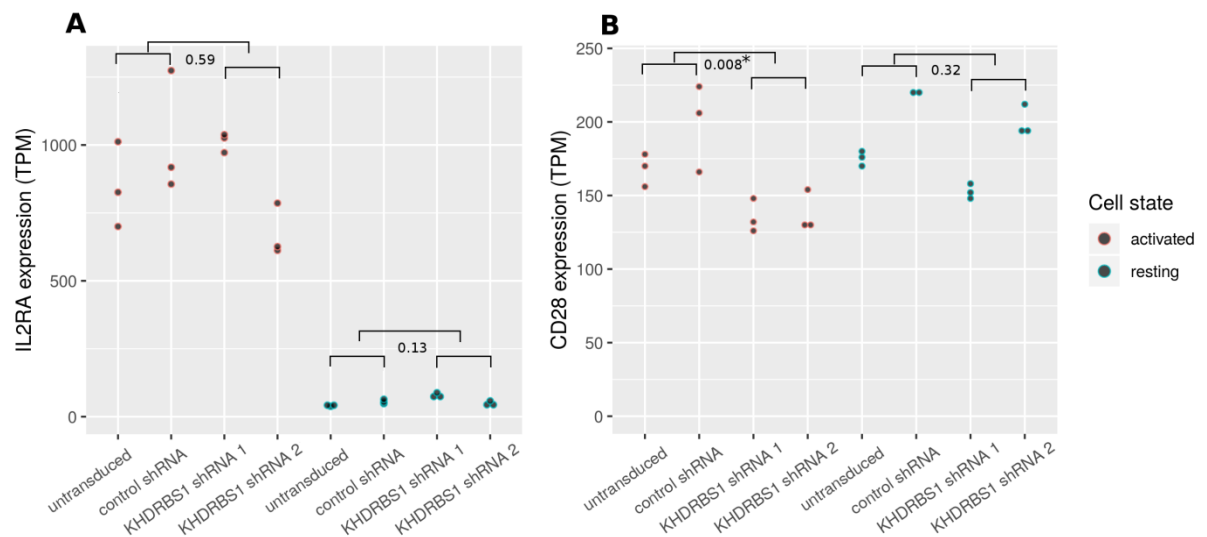 A
IL2RA expression (TPM)
1000
500
0
0.59
0.13
untransduced
control shRNA
KHDRBS1 shRNA 1
KHDRBS1 shRNA 2
untransduced
control shRNA
KHDRBS1 shRNA 1
KHDRBS1 shRNA 2
B
CD28 expression (TPM)
250
200
150
100
50
0
0.008*
0.32
untransduced
control shRNA
KHDRBS1 shRNA 1
KHDRBS1 shRNA 2
untransduced
control shRNA
KHDRBS1 shRNA 1
KHDRBS1 shRNA 2
Cell state
activated
resting